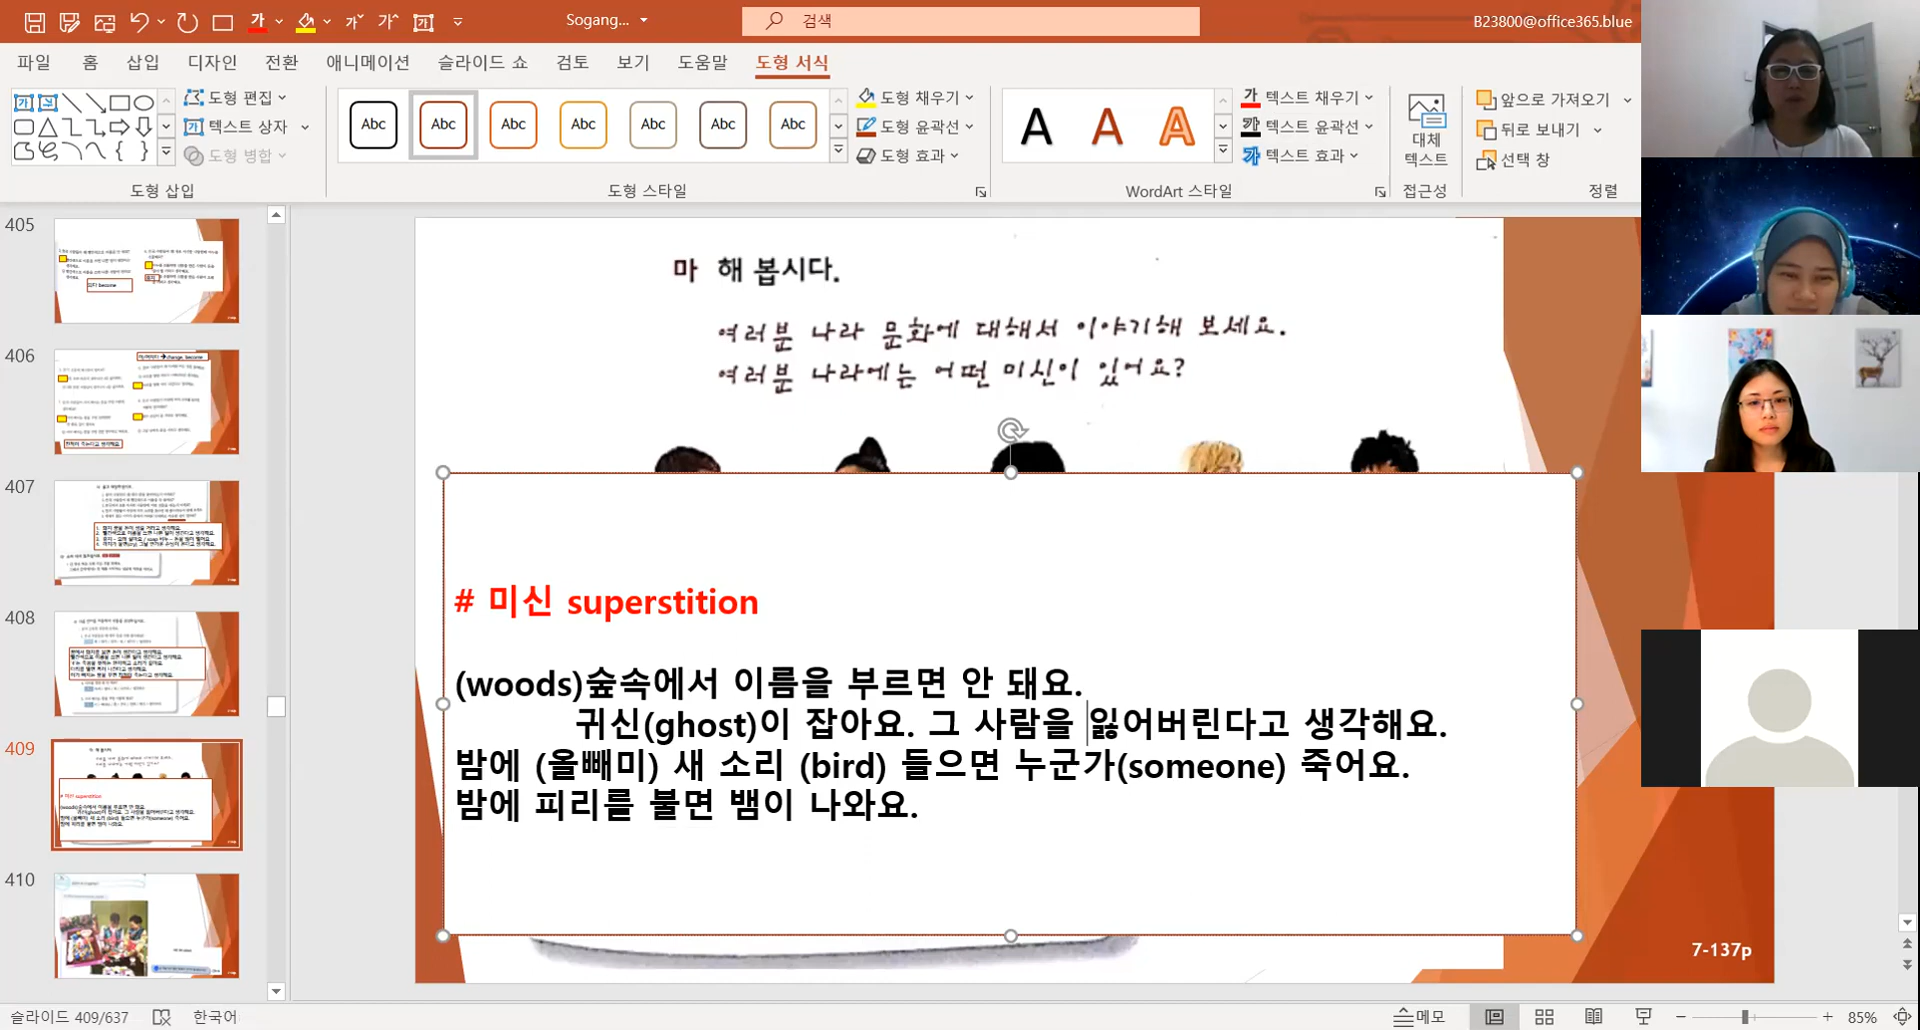 Sogang...
검색
B23800@office365.blue
파일 홈 삽입 디자인 전환 애니메이션 슬라이드 쇼 검토 보기 도움말 도형 서식
도형 편집
텍스트 상자
도형 병합
도형 삽입
Abc Abc Abc Abc Abc Abc Abc
도형 채우기
도형 윤곽선
도형 효과
도형 스타일
A A A
텍스트 채우기
텍스트 윤곽선
텍스트 효과
WordArt 스타일
대체
텍스트
접근성
앞으로 가져오기
뒤로 보내기
선택 창
정렬
405
406
407
408
409
410
마 해 봅시다.
여러분 나라 문화에 대해서 이야기해 보세요.
여러분 나라에는 어떤 미신이 있어요?
# 미신 superstition
(woods)숲속에서 이름을 부르면 안 돼요.
귀신(ghost)이 잡아요. 그 사람을 잃어버린다고 생각해요.
밤에 (올빼미) 새 소리 (bird) 들으면 누군가(someone) 죽어요.
밤에 피리를 불면 뱀이 나와요.
7-137p
슬라이드 409/637
한국어
메모
85%